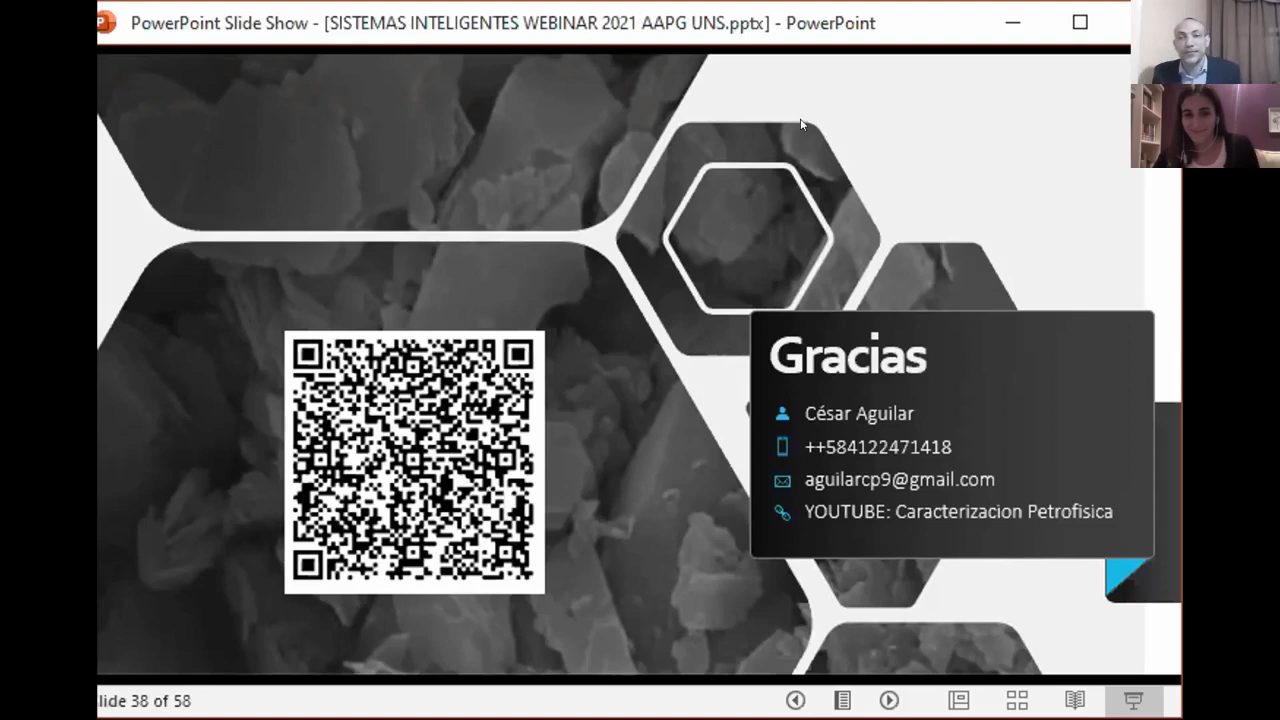 PowerPoint Slide Show - [SISTEMAS INTELIGENTES WEBINAR 2021 AAPG UNS.pptx] - PowerPoint
Gracias
César Aguilar
++584122471418
aguilarcp9@gmail.com
YOUTUBE: Caracterizacion Petrofisica
lide 38 of 58